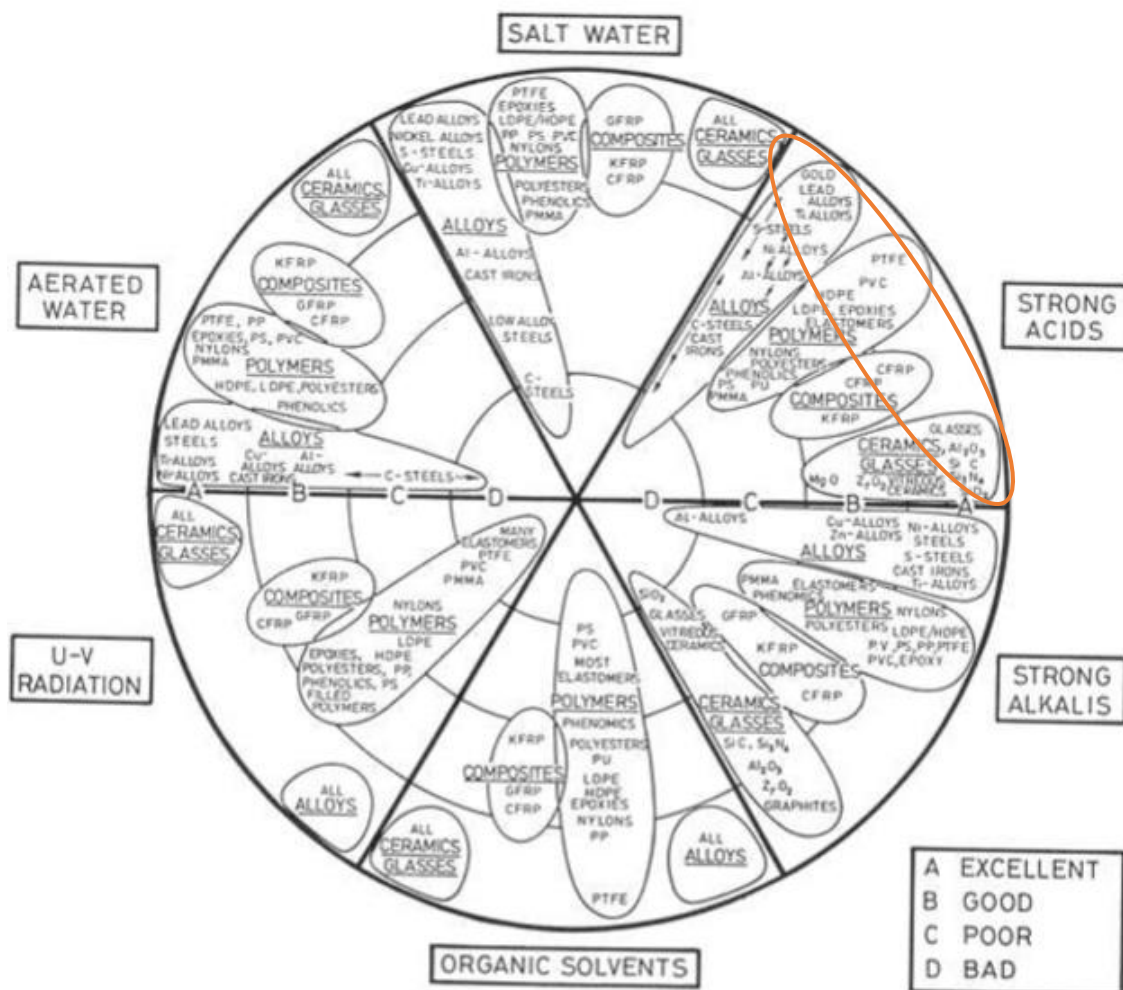 SALT WATER
LEAD ALLOYS
NICKEL ALLOYS
S-STEELS
Cu-ALLOYS
Ti-ALLOYS
ALLOYS
Al-ALLOYS
CAST IRONS
LOW ALLOY
STEELS
C-
STEELS
PTFE
EPOXIES
LDPE/HOPE
PP PS PVC
NYLONS
POLYMERS
POLYESTERS
PHENOLICS
PMMA
GFRP
COMPOSITES
KFRP
CFRP
ALL
CERAMICS
GLASSES
STRONG
ACIDS
GOLD
LEAD
ALLOYS
Ti ALLOYS
S-STEELS
Ni ALLOYS
Al-ALLOYS
ALLOYS
C-STEELS
CAST
IRONS
PTFE
PVC
HDPE
LDPE, EPOXIES
ELASTOMERS
POLYMERS
NYLONS
POLYESTERS
PHENOLICS
PS PU
PMMA
CFRP
CFRP
COMPOSITES
KFRP
GLASSES
CERAMICS, Al2O3
GLASSES Si C
MgO ZrO2 VITREOUS
CERAMICS
AERATED
WATER
ALL
CERAMICS,
GLASSES
KFRP
COMPOSITES
GFRP
CFRP
PTFE, PP
EPOXIES, PS, PVC
NYLONS
PMMA
POLYMERS
HDPE, LDPE, POLYESTERS
PHENOLICS
LEAD ALLOYS
STEELS
ALLOYS
Ti-ALLOYS
Ni-ALLOYS
Cu-
ALLOYS
CAST IRONS
Al-
ALLOYS
C-STEELS
A B C D
D C B A
U-V
RADIATION
ALL
CERAMICS,
GLASSES
MANY
ELASTOMERS
PTFE
PVC
PMMA
KFRP
COMPOSITES
CFRP GFRP
NYLONS
POLYMERS
LDPE
HDPE
EPOXIES,
POLYESTERS, PP,
PHENOLICS, PS
FILLED
POLYMERS
ALL
ALLOYS
ORGANIC SOLVENTS
PS
PVC
MOST
ELASTOMERS
POLYMERS
PHENOMICS
POLYESTERS
PU
LDPE
HDPE
EPOXIES
NYLONS
PP
PTFE
KFRP
COMPOSITES
GFRP
CFRP
ALL
CERAMICS
GLASSES
ALL
ALLOYS
STRONG
ALKALIS
Al-ALLOYS
Cu-ALLOYS
Zn-ALLOYS
Ni-ALLOYS
STEELS
ALLOYS
S-STEELS
CAST IRONS
Ti-ALLOYS
PMMA ELASTOMERS
PHENOMICS
POLYMERS NYLONS
POLYESTERS
LDPE/HOPE
P.V, PS, PP, PTFE
PVC, EPOXY
GFRP
KFRP
COMPOSITES
CFRP
SiO2
GLASSES
VITREOUS
CERAMICS
CERAMICS
GLASSES
SiC, Si3N4
Al2O3
ZrO2
GRAPHITES
A EXCELLENT
B GOOD
C POOR
D BAD